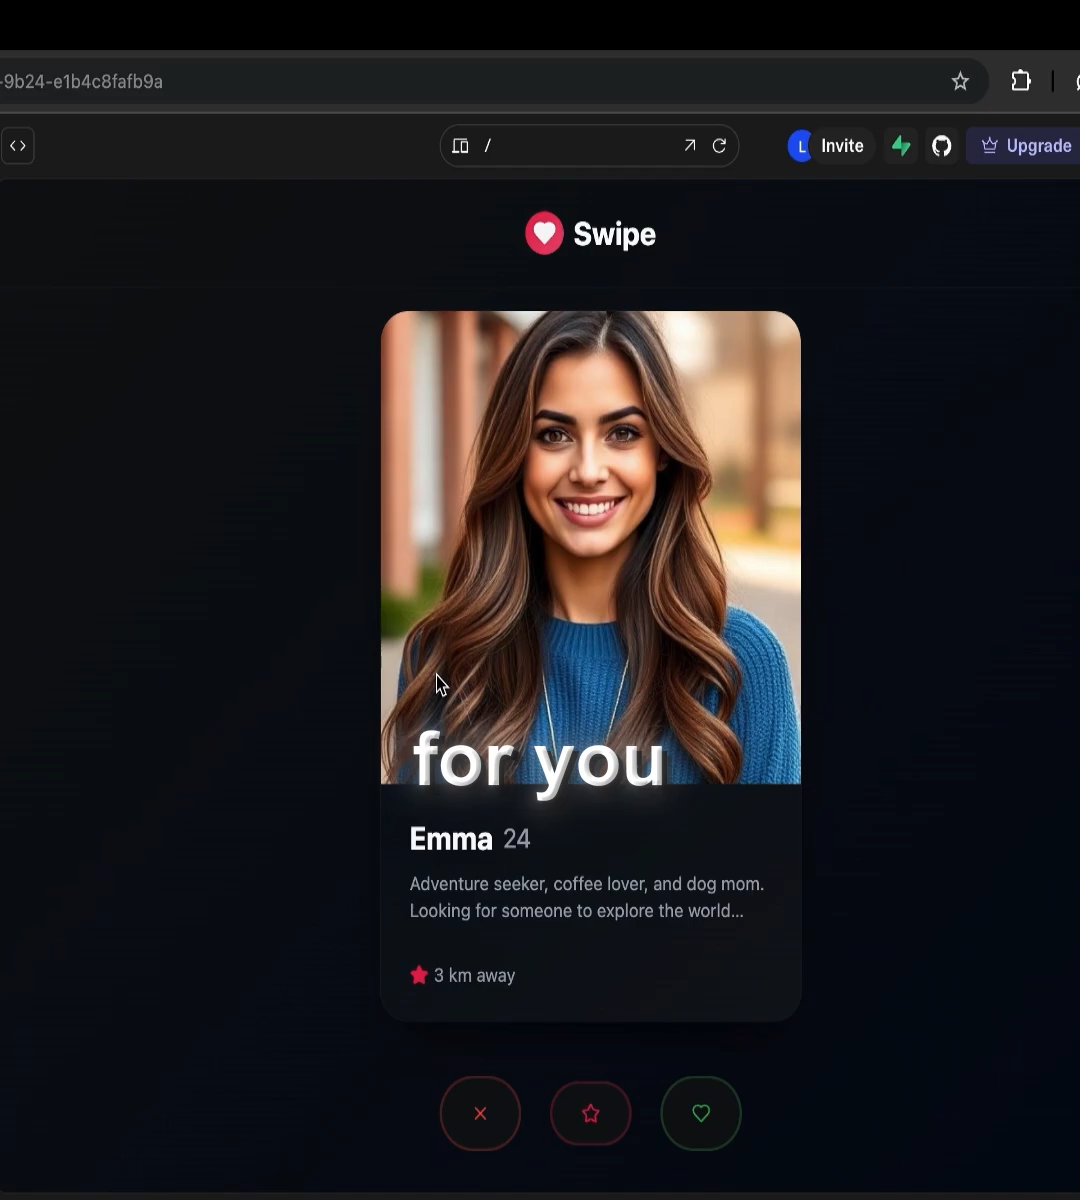 -9b24-e1b4c8fafb9a
/
L Invite
Upgrade
Swipe
for you
Emma 24
Adventure seeker, coffee lover, and dog mom.
Looking for someone to explore the world...
3 km away